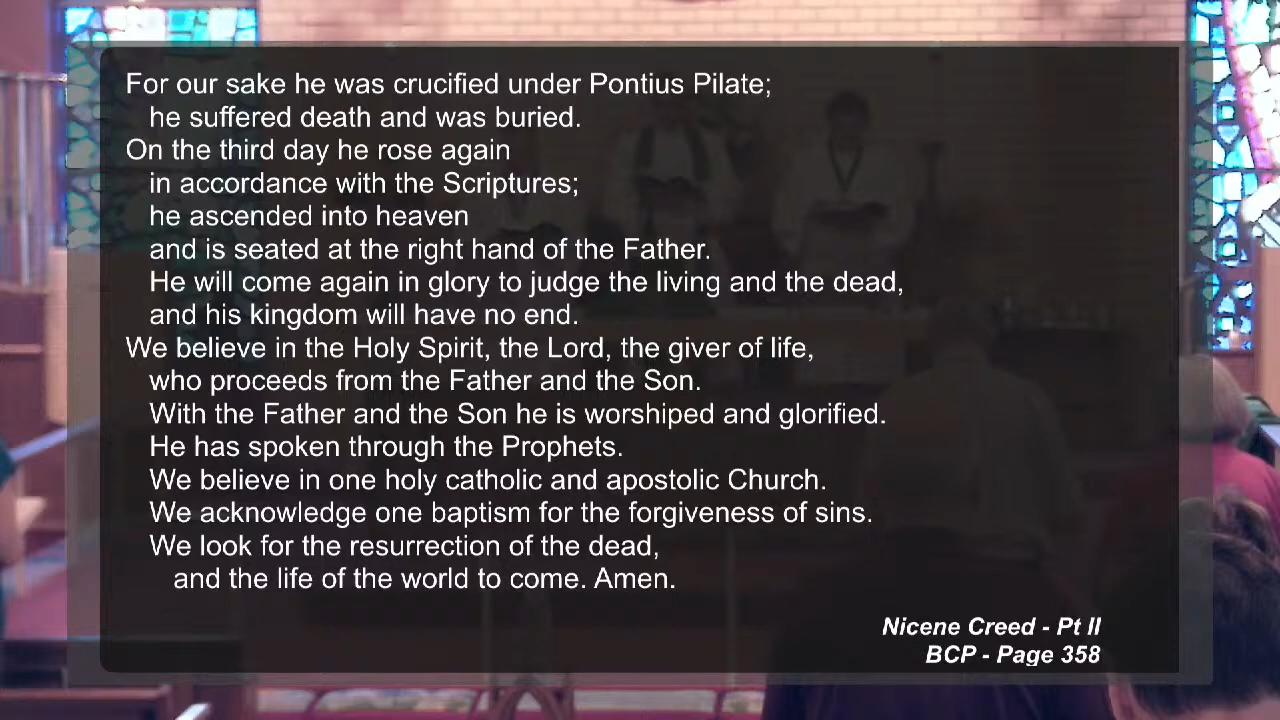 For our sake he was crucified under Pontius Pilate;
he suffered death and was buried.
On the third day he rose again
in accordance with the Scriptures;
he ascended into heaven
and is seated at the right hand of the Father.
He will come again in glory to judge the living and the dead,
and his kingdom will have no end.
We believe in the Holy Spirit, the Lord, the giver of life,
who proceeds from the Father and the Son.
With the Father and the Son he is worshiped and glorified.
He has spoken through the Prophets.
We believe in one holy catholic and apostolic Church.
We acknowledge one baptism for the forgiveness of sins.
We look for the resurrection of the dead,
and the life of the world to come. Amen.
Nicene Creed - Pt II
BCP - Page 358